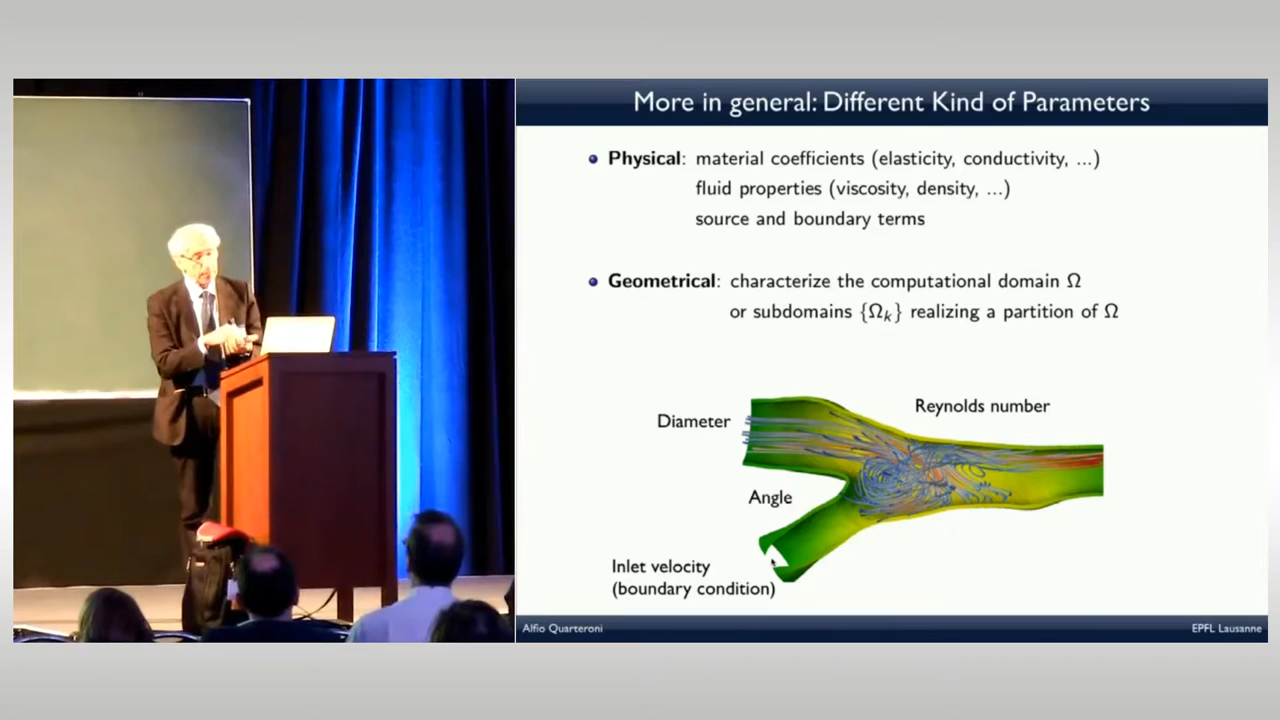 More in general: Different Kind of Parameters
• Physical: material coefficients (elasticity, conductivity, ...)
fluid properties (viscosity, density, ...)
source and boundary terms
• Geometrical: characterize the computational domain Ω
or subdomains {Ωₖ} realizing a partition of Ω
Reynolds number
Diameter
Angle
Inlet velocity
(boundary condition)
Alfio Quarteroni
EPFL Lausanne